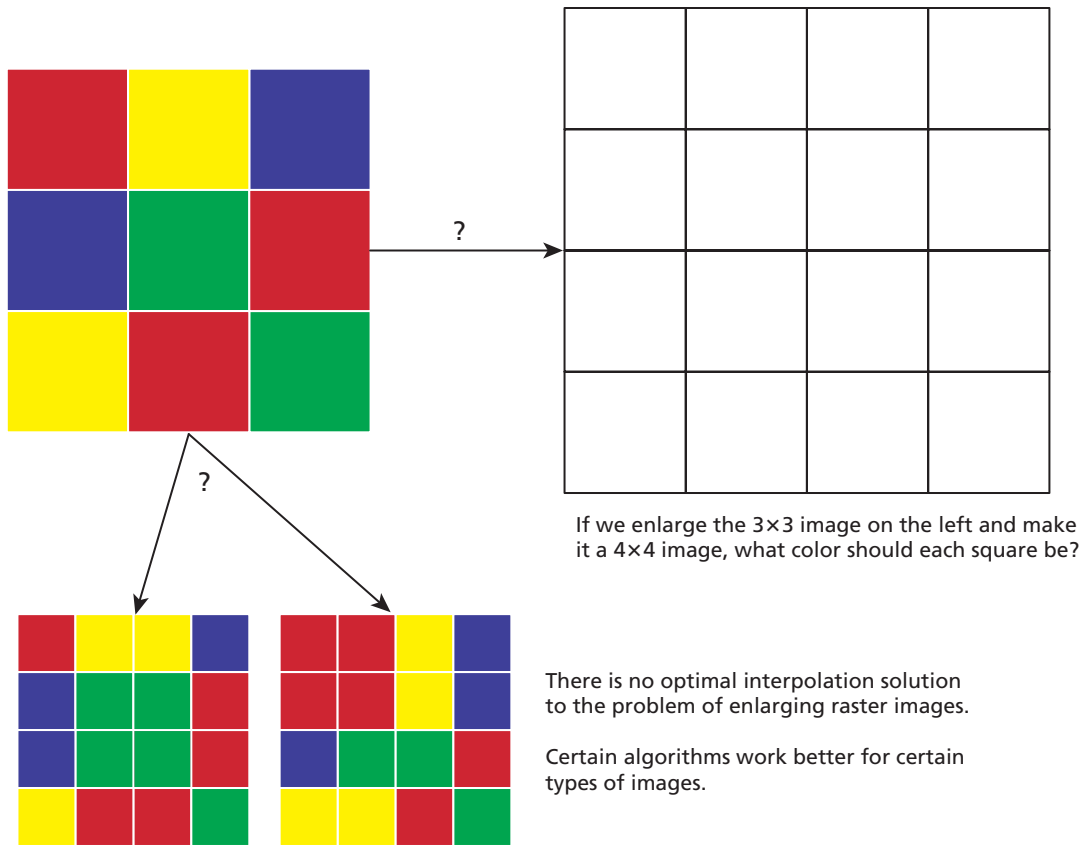 ?
If we enlarge the 3×3 image on the left and make
it a 4×4 image, what color should each square be?
?
There is no optimal interpolation solution
to the problem of enlarging raster images.
Certain algorithms work better for certain
types of images.